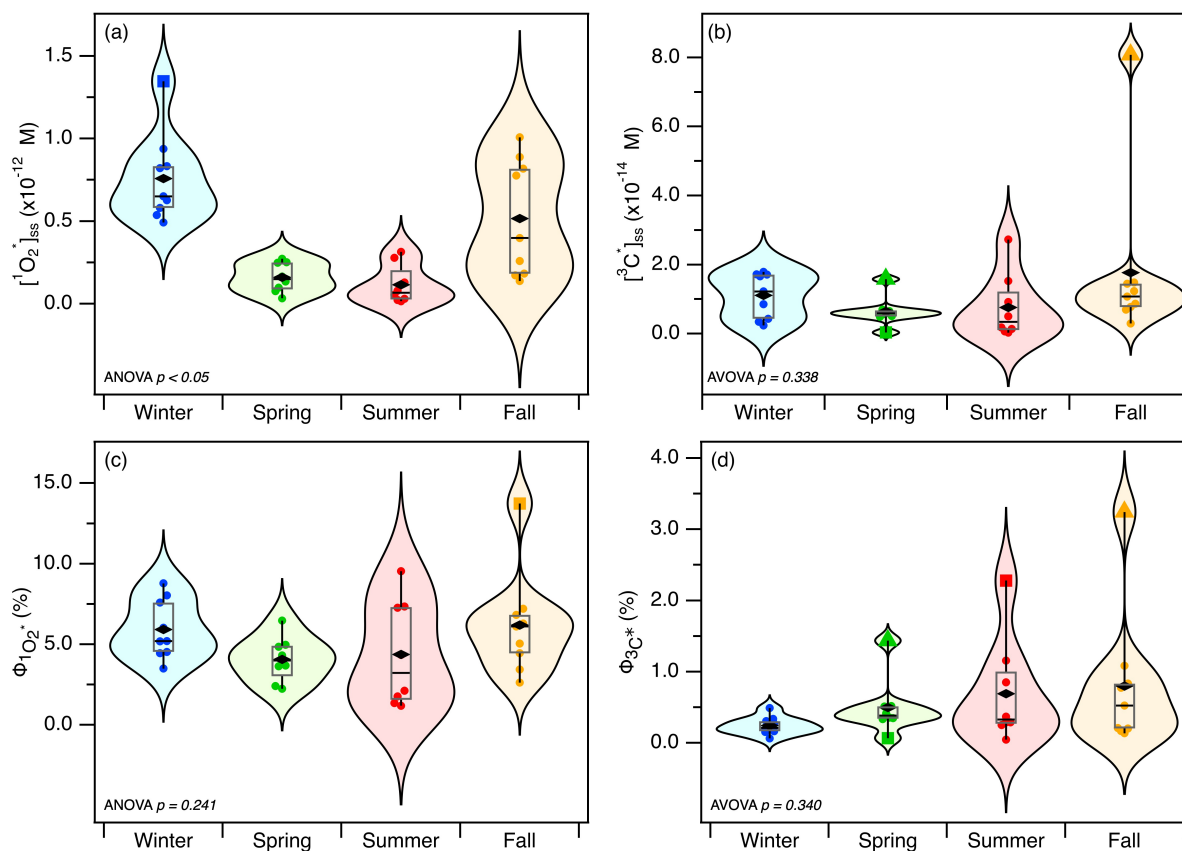 (a)
[¹O₂*]ss (x10⁻¹² M)
1.5
1.0
0.5
0.0
ANOVA p < 0.05
Winter Spring Summer Fall
(b)
[³C*]ss (x10⁻¹⁴ M)
8.0
6.0
4.0
2.0
0.0
AVOVA p = 0.338
Winter Spring Summer Fall
(c)
Φ1O2* (%)
15.0
10.0
5.0
0.0
ANOVA p = 0.241
Winter Spring Summer Fall
(d)
Φ3C* (%)
4.0
3.0
2.0
1.0
0.0
AVOVA p = 0.340
Winter Spring Summer Fall